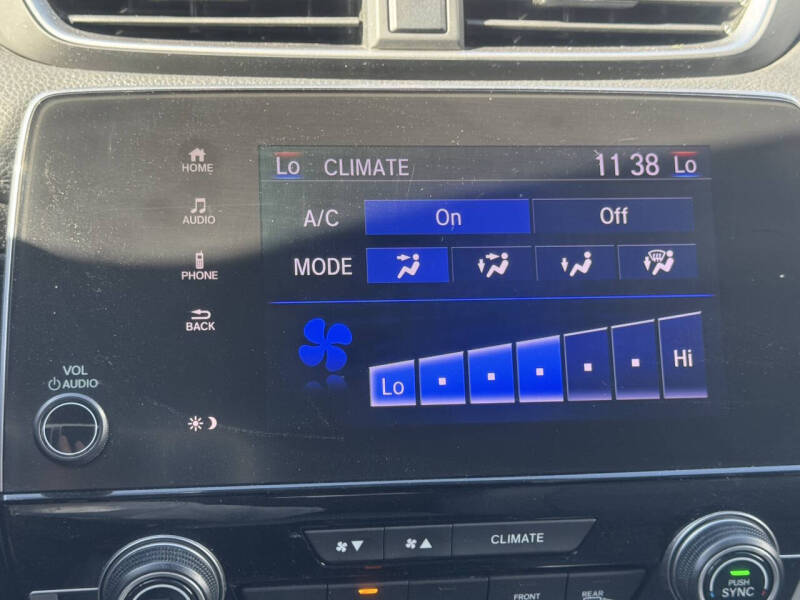 Lo CLIMATE 11 38 Lo
HOME
A/C On Off
AUDIO
MODE
PHONE
BACK
Lo Hi
VOL
AUDIO
CLIMATE
FRONT REAR
PUSH
SYNC